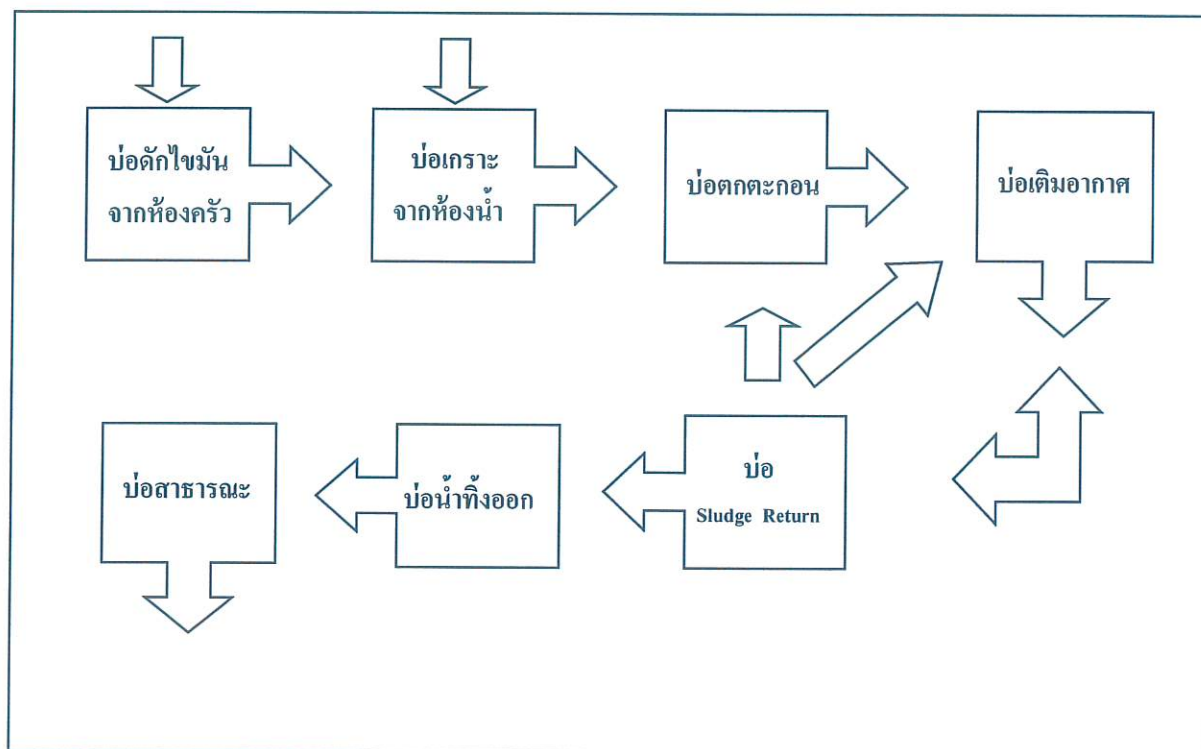 บ่อดักไขมัน
จากห้องครัว
บ่อเกราะ
จากห้องน้ำ
บ่อตกตะกอน
บ่อเติมอากาศ
บ่อสาธารณะ
บ่อน้ำทิ้งออก
บ่อ
Sludge Return